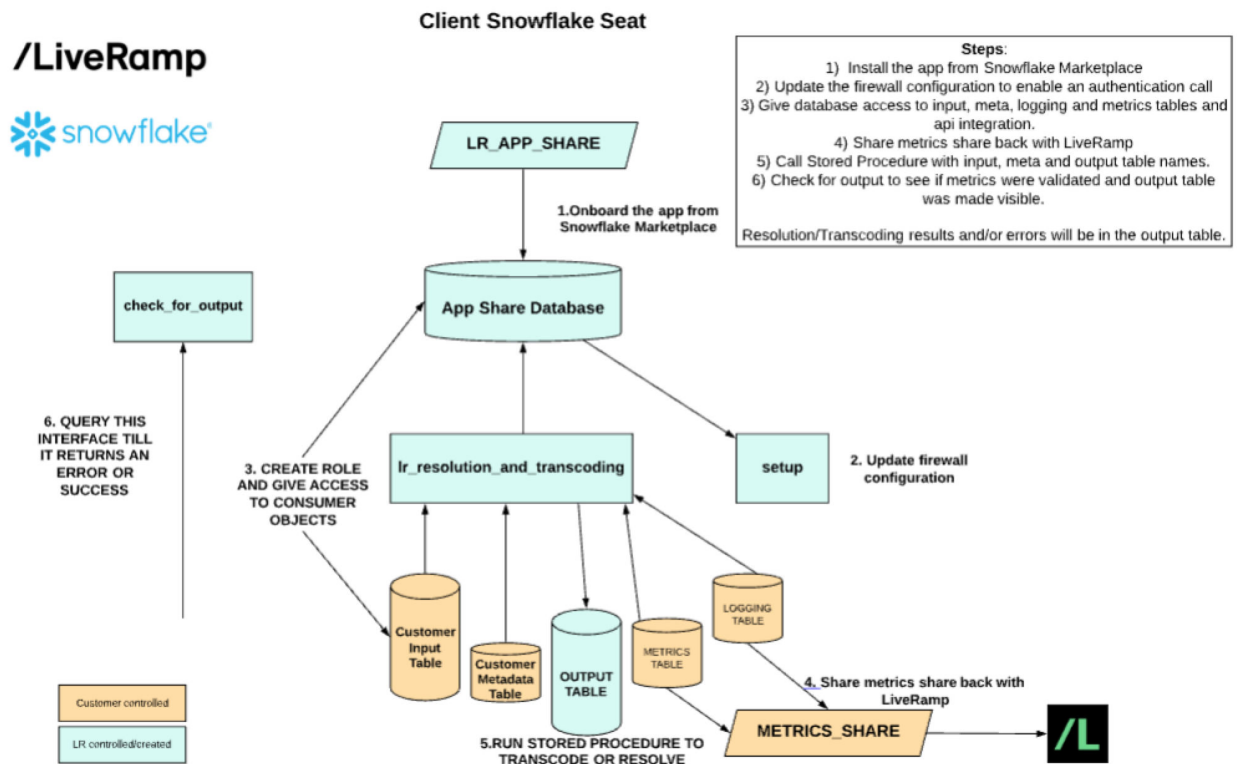 Client Snowflake Seat
/LiveRamp
snowflake®
Steps:
1) Install the app from Snowflake Marketplace
2) Update the firewall configuration to enable an authentication call
3) Give database access to input, meta, logging and metrics tables and
api integration.
4) Share metrics share back with LiveRamp
5) Call Stored Procedure with input, meta and output table names.
6) Check for output to see if metrics were validated and output table
was made visible.
Resolution/Transcoding results and/or errors will be in the output table.
LR_APP_SHARE
1.Onboard the app from
Snowflake Marketplace
check_for_output
App Share Database
6. QUERY THIS
INTERFACE TILL
IT RETURNS AN
ERROR OR
SUCCESS
3. CREATE ROLE
AND GIVE ACCESS
TO CONSUMER
OBJECTS
lr_resolution_and_transcoding
setup
2. Update firewall
configuration
Customer
Input
Table
Customer
Metadata
Table
OUTPUT
TABLE
METRICS
TABLE
LOGGING
TABLE
4. Share metrics share back with
LiveRamp
Customer controlled
LR controlled/created
5.RUN STORED PROCEDURE TO
TRANSCODE OR RESOLVE
METRICS_SHARE
/L